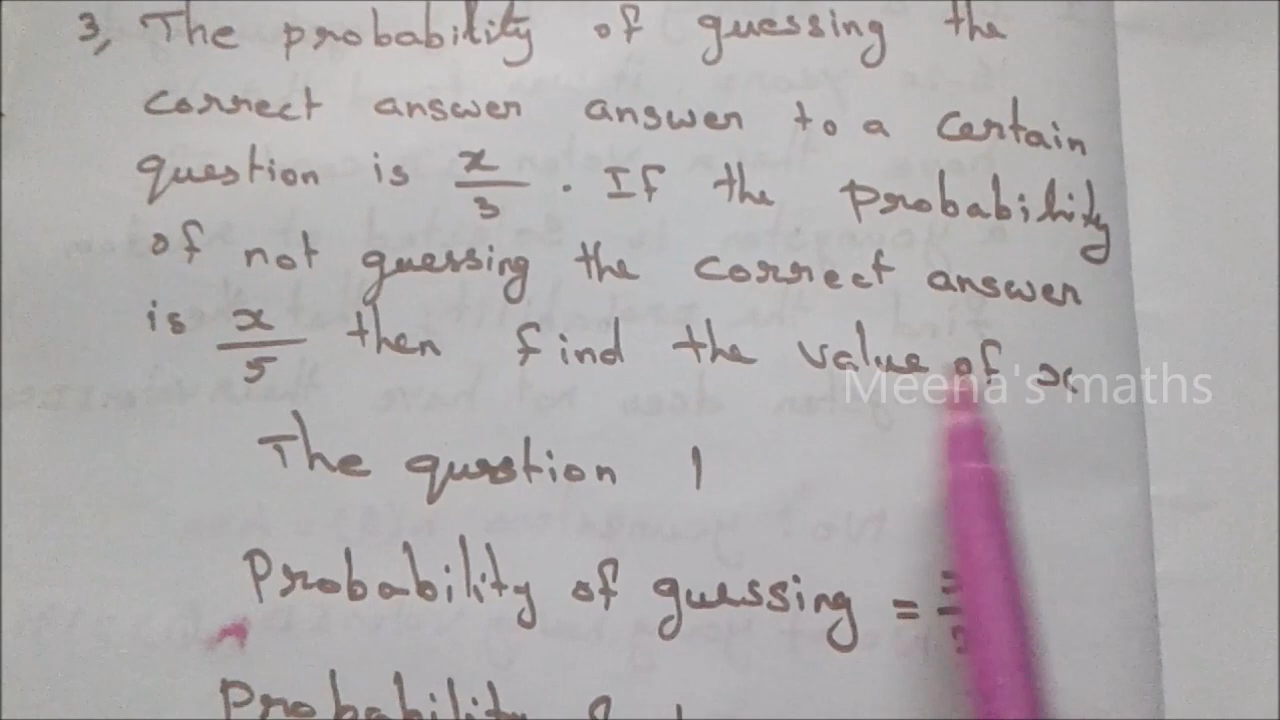 3, The probability of guessing the
correct answer answer to a certain
question is x/3 . If the probability
of not guessing the correct answer
is x/5 then find the value of x
Meena's maths
The question 1
Probability of guessing =
Probability